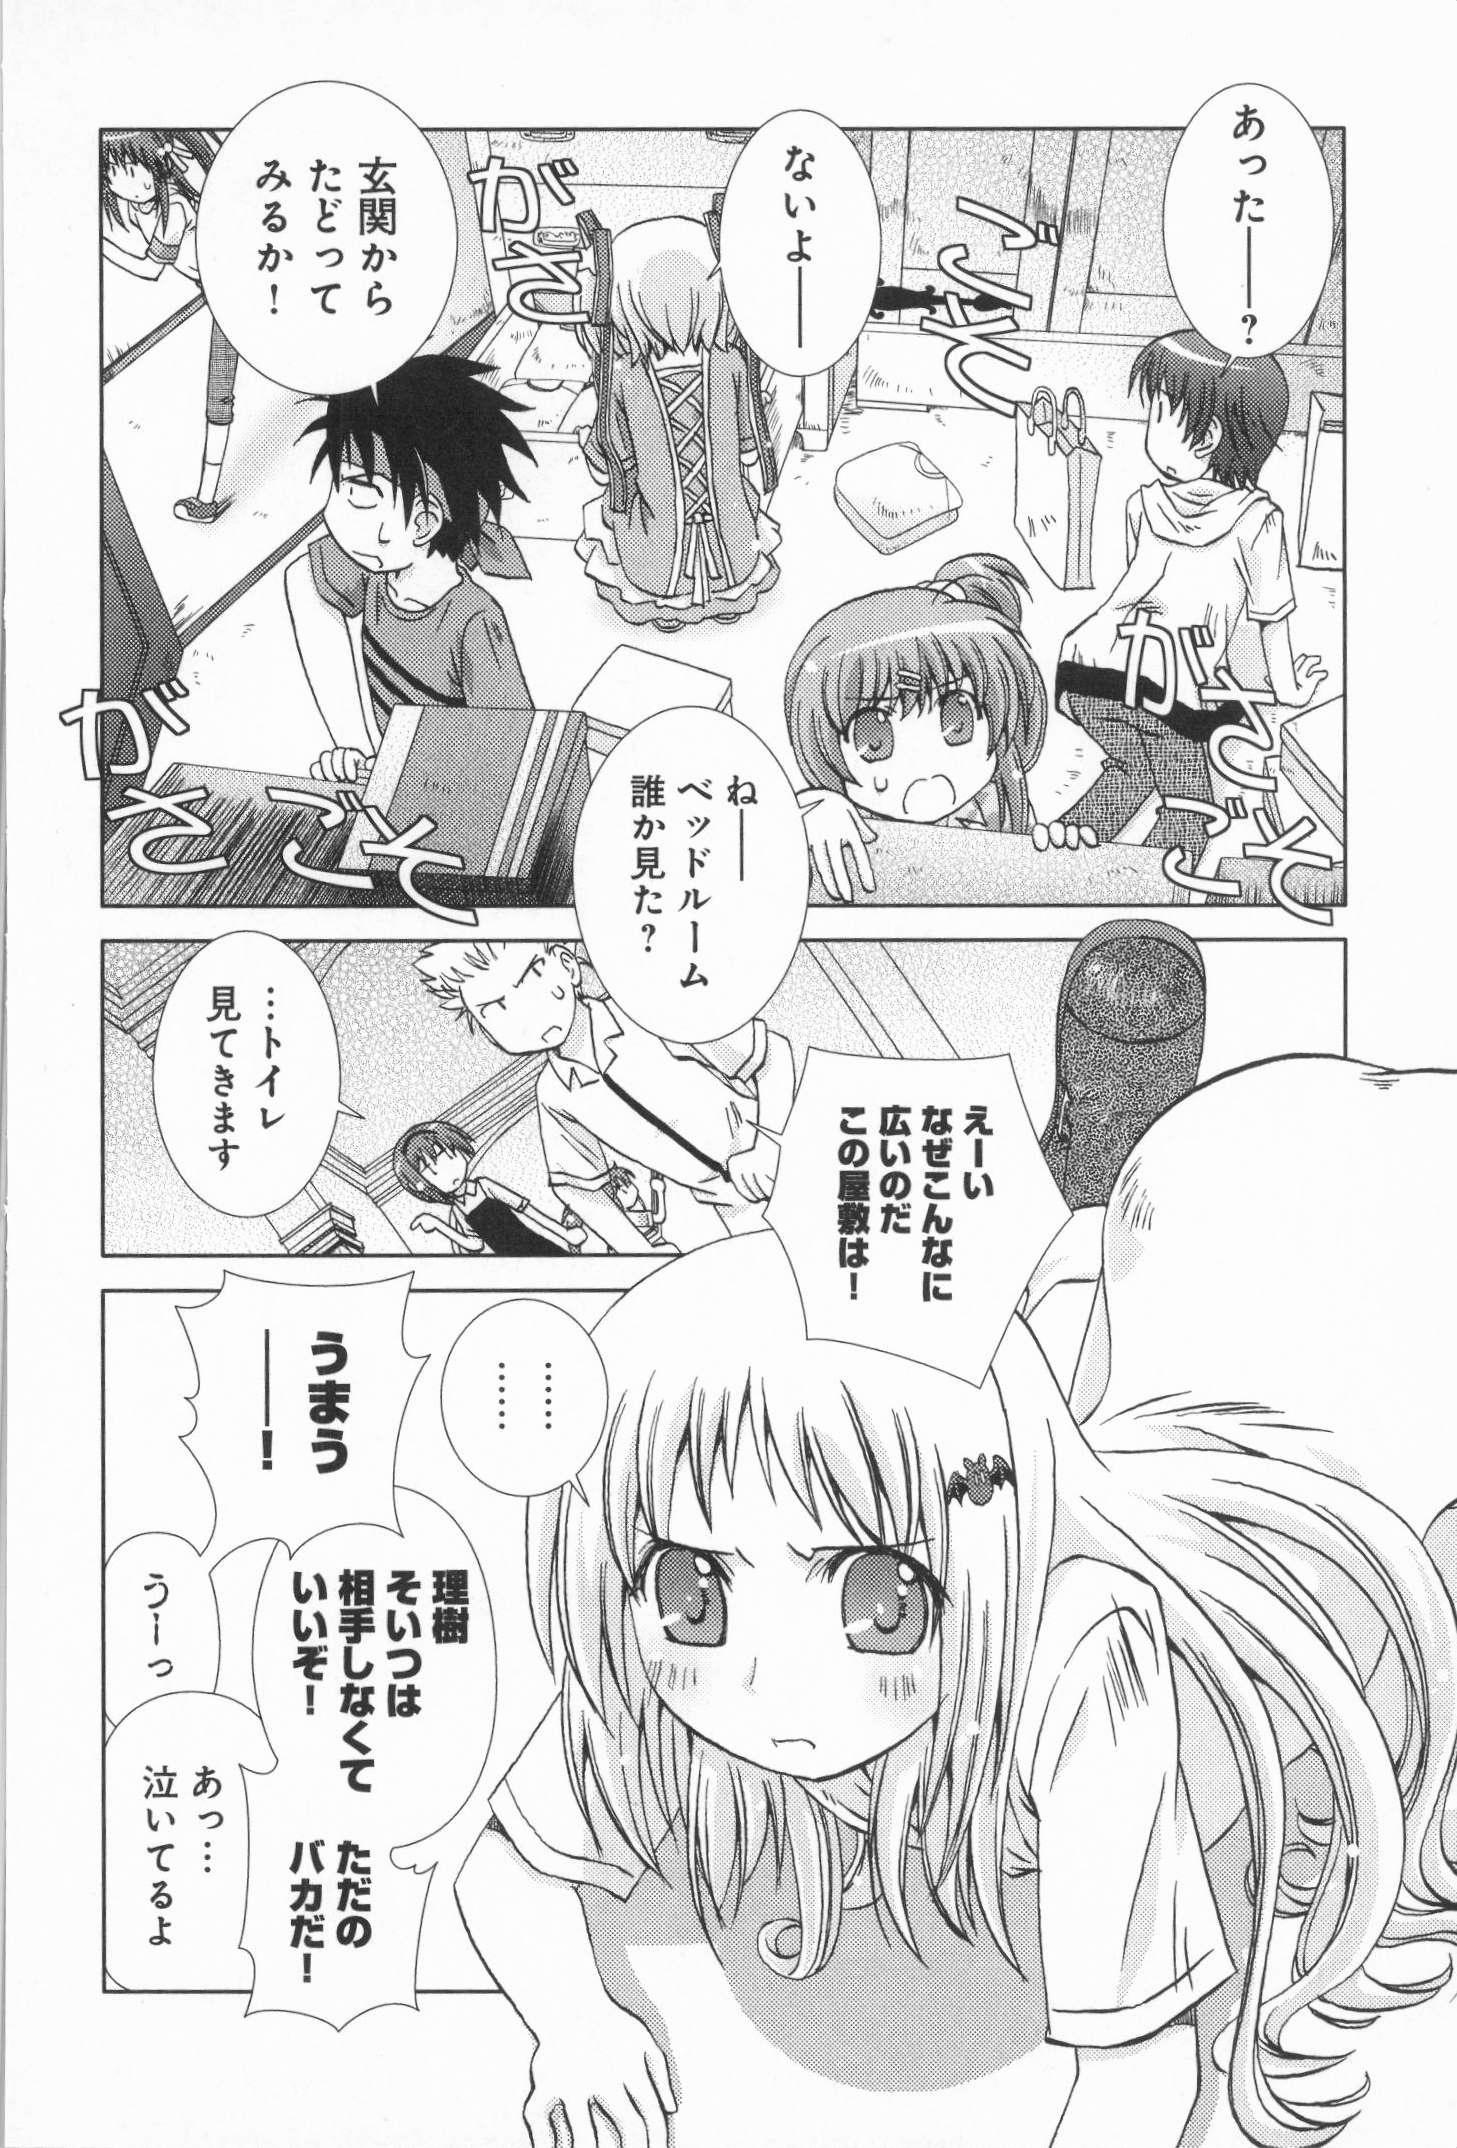 あった――?
ないよ――
玄関から
たどって
みるか!
ごそ
がさ
がさごそ
がさごそ
ね――
ベッドルーム
誰か見た?
…トイレ
見てきます
えーい
なぜこんなに
広いのだ
この屋敷は!
……
……
うまう
――!
理樹
そいつは
相手しなくて
いいぞ!
ただの
バカだ!
う～っ
あっ…
泣いてるよ